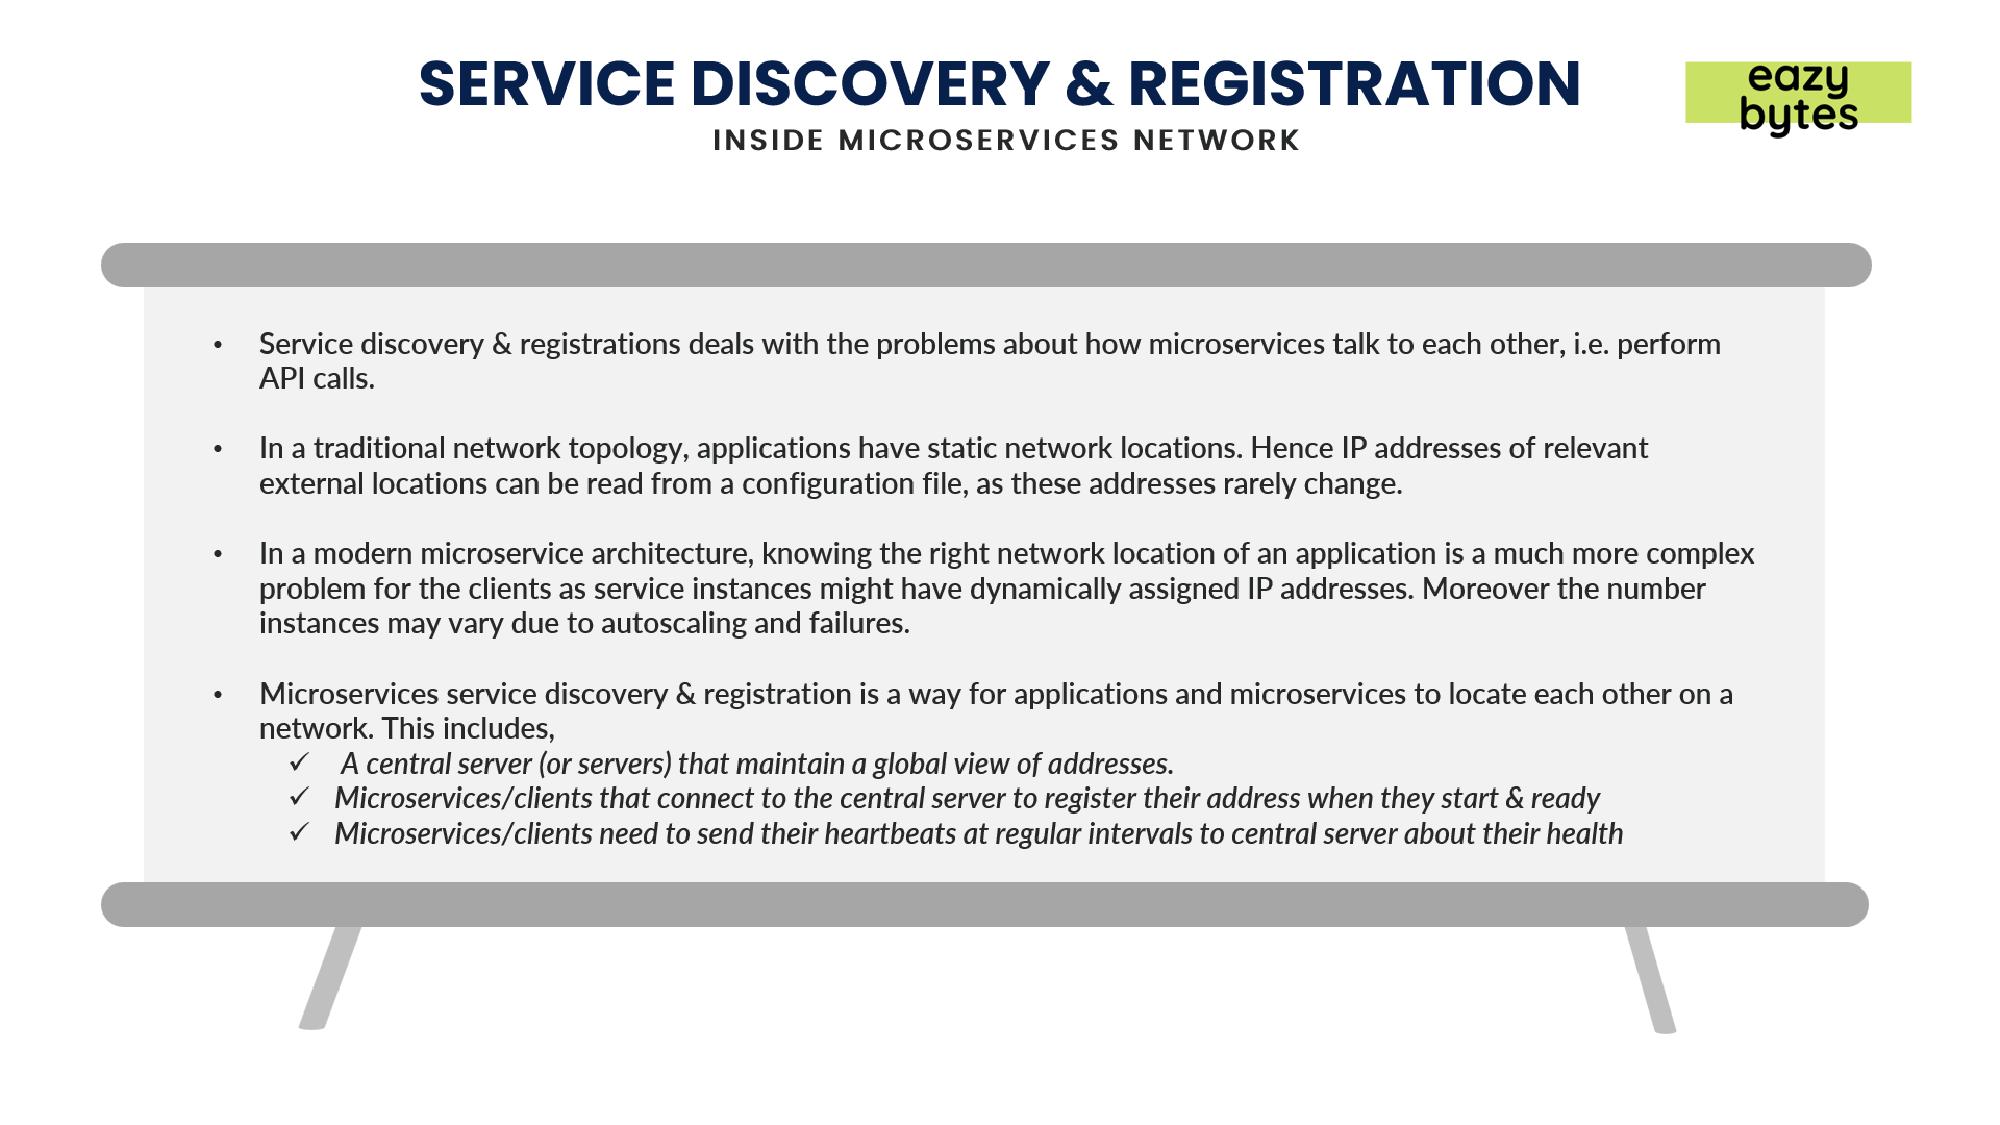 SERVICE DISCOVERY & REGISTRATION
INSIDE MICROSERVICES NETWORK
eazy
bytes
• Service discovery & registrations deals with the problems about how microservices talk to each other, i.e. perform
API calls.
• In a traditional network topology, applications have static network locations. Hence IP addresses of relevant
external locations can be read from a configuration file, as these addresses rarely change.
• In a modern microservice architecture, knowing the right network location of an application is a much more complex
problem for the clients as service instances might have dynamically assigned IP addresses. Moreover the number
instances may vary due to autoscaling and failures.
• Microservices service discovery & registration is a way for applications and microservices to locate each other on a
network. This includes,
✓ A central server (or servers) that maintain a global view of addresses.
✓ Microservices/clients that connect to the central server to register their address when they start & ready
✓ Microservices/clients need to send their heartbeats at regular intervals to central server about their health